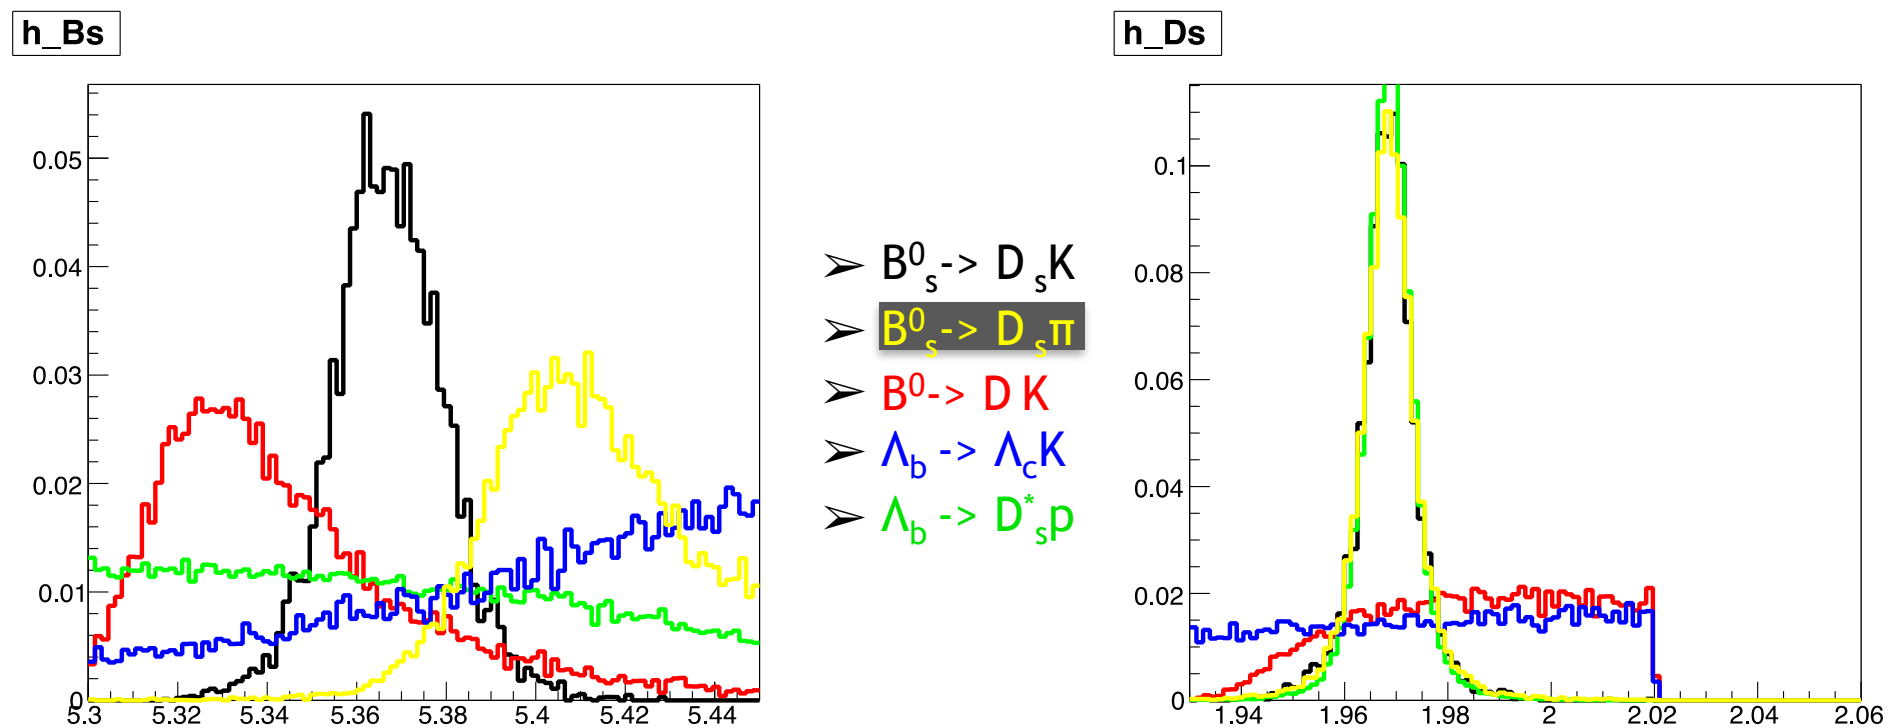 h_Bs
0.05
0.04
0.03
0.02
0.01
0
5.3 5.32 5.34 5.36 5.38 5.4 5.42 5.44
➢ B⁰ₛ-> D ₛK
➢ B⁰ₛ-> D ₛπ
➢ B⁰-> D K
➢ Λb -> ΛcK
➢ Λb -> D*ₛp
h_Ds
0.1
0.08
0.06
0.04
0.02
0
1.94 1.96 1.98 2 2.02 2.04 2.06